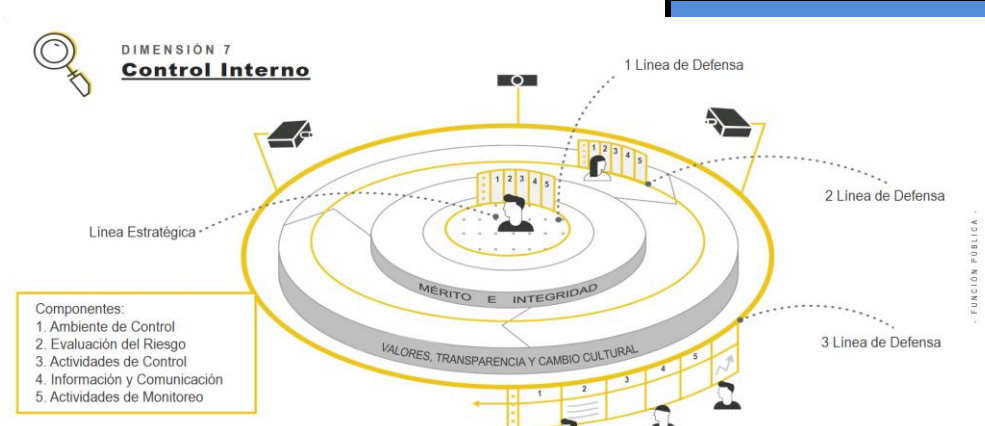 DIMENSIÓN 7
Control Interno
1 Línea de Defensa
1 2 3 4 5
1 2 3 4 5
2 Línea de Defensa
Línea Estratégica
MÉRITO E INTEGRIDAD
VALORES, TRANSPARENCIA Y CAMBIO CULTURAL
3 Línea de Defensa
1 2 3 4 5
Componentes:
1. Ambiente de Control
2. Evaluación del Riesgo
3. Actividades de Control
4. Información y Comunicación
5. Actividades de Monitoreo
- FUNCIÓN PÚBLICA -